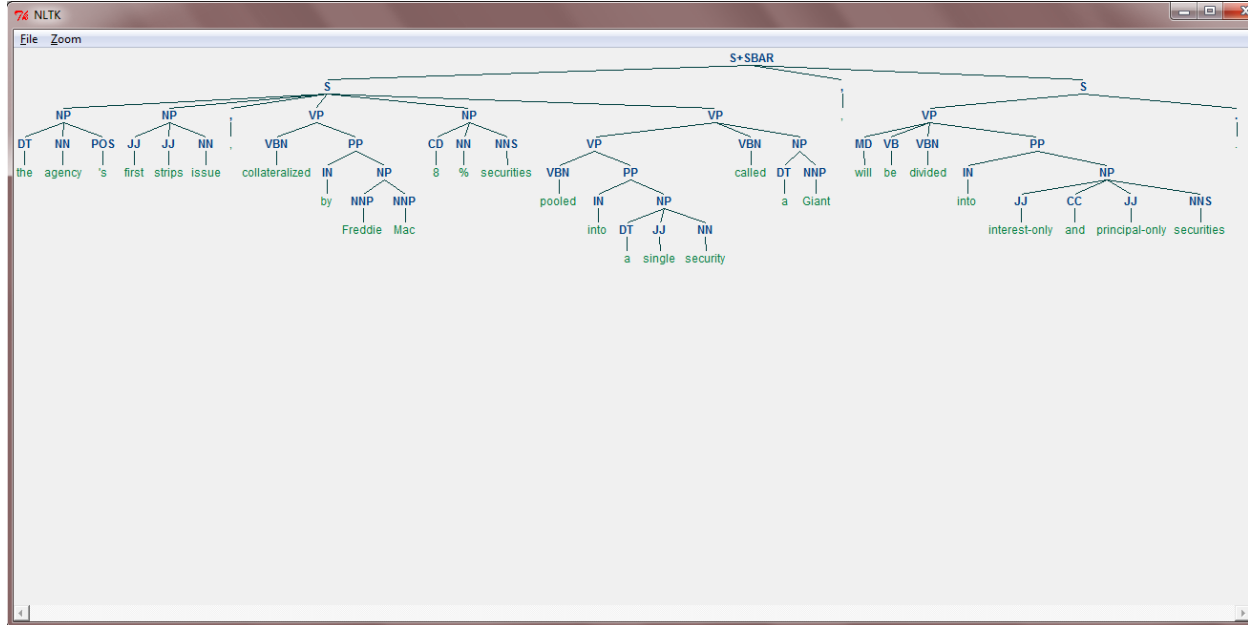 NLTK
File Zoom
S+SBAR
S , S
NP NP , VP NP VP , VP .
DT NN POS JJ JJ NN , VBN PP CD NN NNS VP VBN NP MD VB VBN PP .
the agency 's first strips issue collateralized IN NP 8 % securities VBN PP called DT NNP will be divided IN NP
by NNP NNP pooled IN NP a Giant into JJ CC JJ NNS
Freddie Mac into DT JJ NN interest-only and principal-only securities
a single security